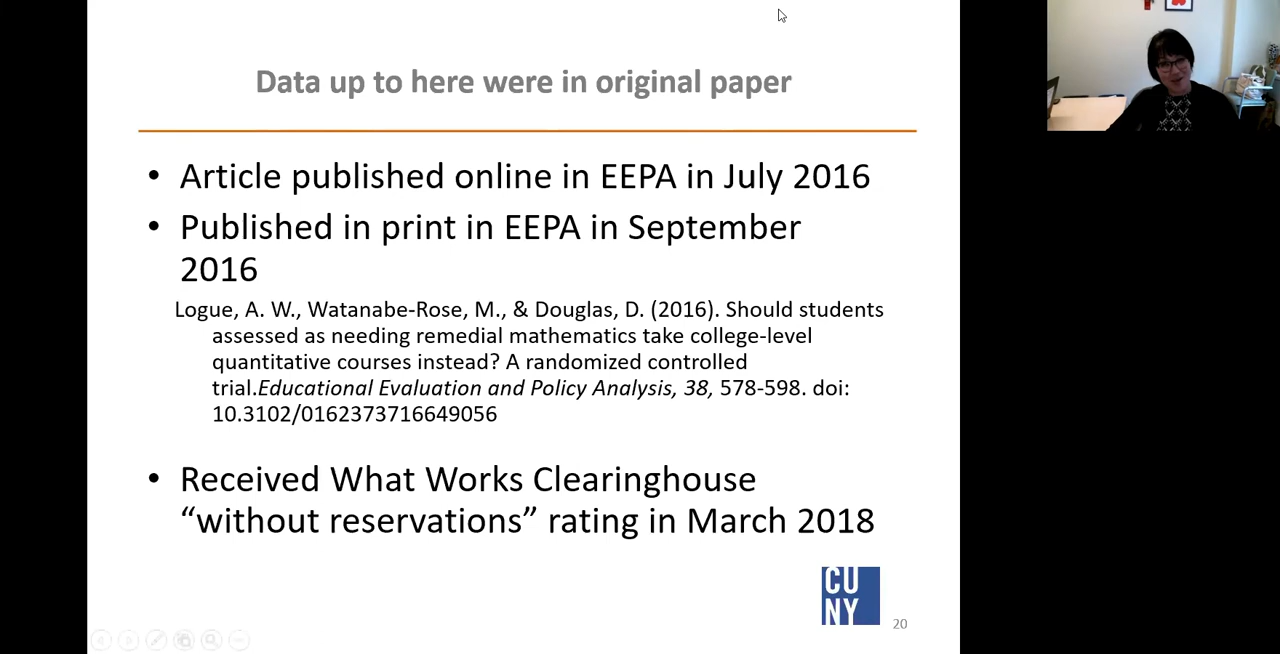 Data up to here were in original paper
• Article published online in EEPA in July 2016
• Published in print in EEPA in September
2016
Logue, A. W., Watanabe-Rose, M., & Douglas, D. (2016). Should students
assessed as needing remedial mathematics take college-level
quantitative courses instead? A randomized controlled
trial.Educational Evaluation and Policy Analysis, 38, 578-598. doi:
10.3102/0162373716649056
• Received What Works Clearinghouse
“without reservations” rating in March 2018
CU
NY
20